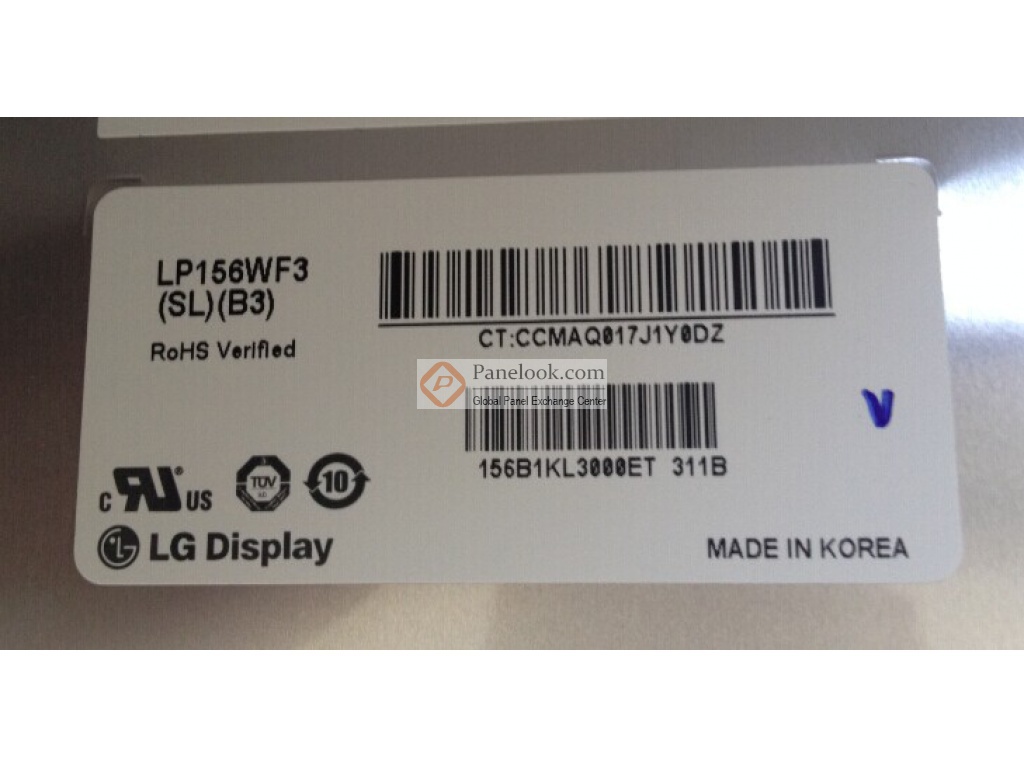 LP156WF3
(SL)(B3)
RoHS Verified
CT:CCMAQ017J1Y0DZ
Panelook.com
Global Panel Exchange Center
156B1KL3000ET 311B
V
c RU US
TÜV
10
LG Display
MADE IN KOREA